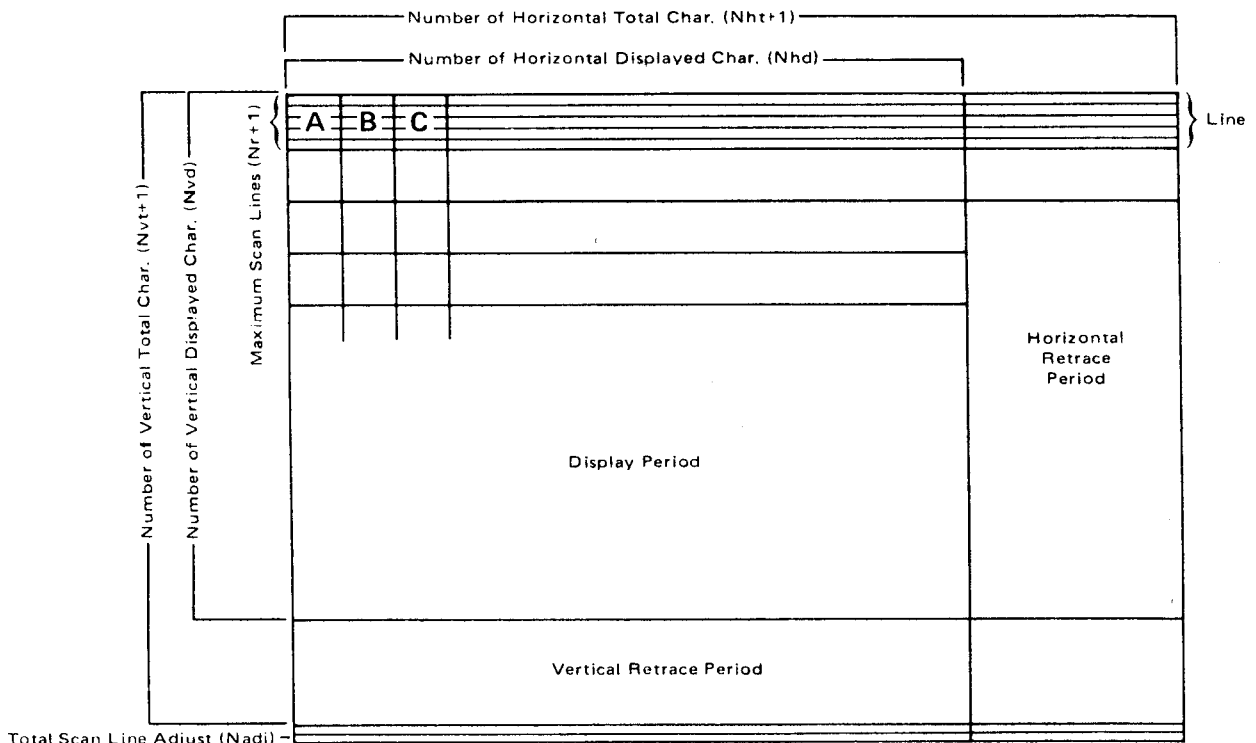 Number of Horizontal Total Char. (Nht+1)
Number of Horizontal Displayed Char. (Nhd)
Number of Vertical Total Char. (Nvt+1)
Number of Vertical Displayed Char. (Nvd)
Maximum Scan Lines (Nr+1)
A B C
Line
Horizontal
Retrace
Period
Display Period
Vertical Retrace Period
Total Scan Line Adjust (Nadj)